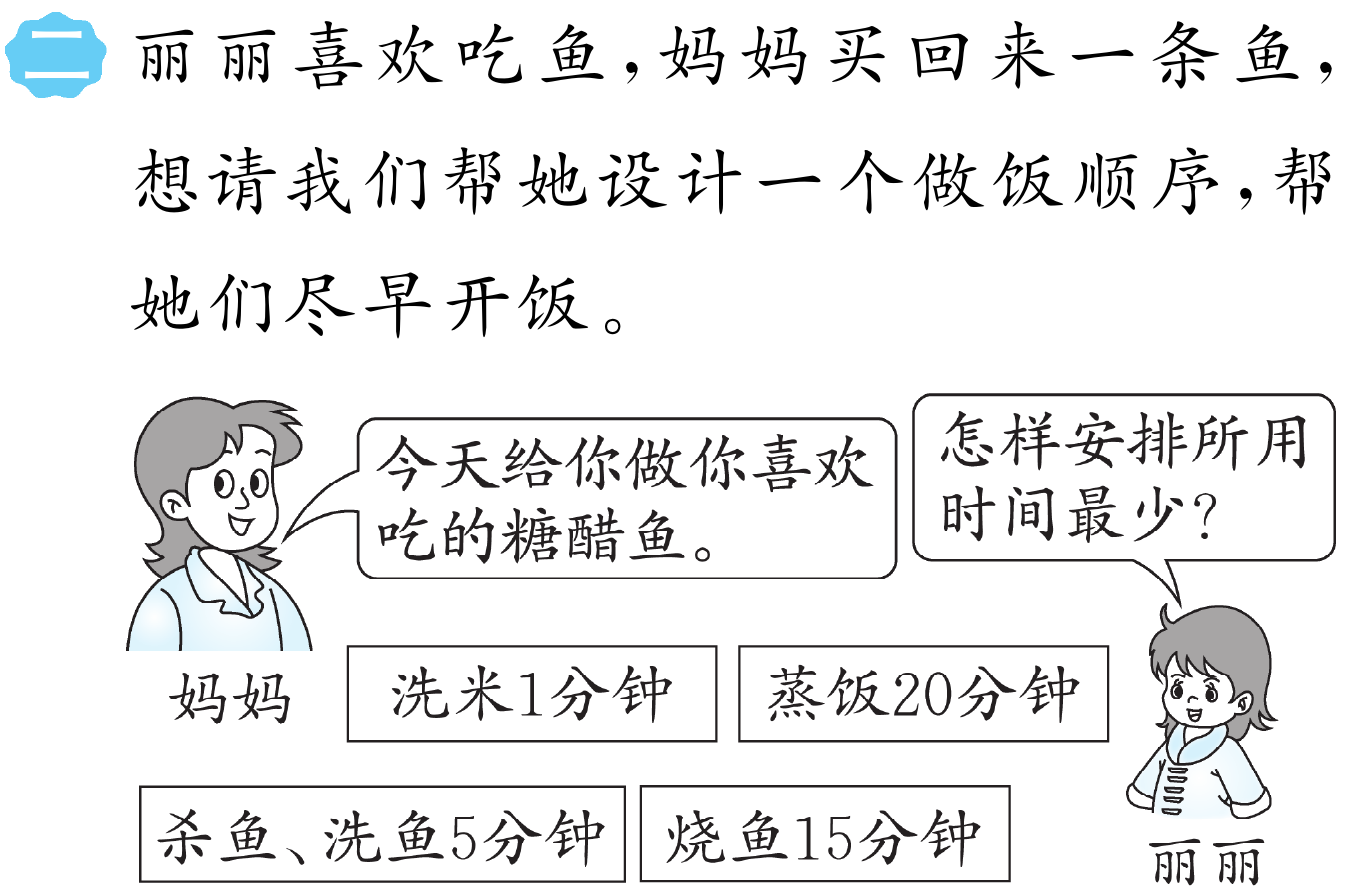 二 丽丽喜欢吃鱼,妈妈买回来一条鱼,
想请我们帮她设计一个做饭顺序,帮
她们尽早开饭。
今天给你做你喜欢
吃的糖醋鱼。
怎样安排所用
时间最少?
妈妈
洗米1分钟
蒸饭20分钟
杀鱼、洗鱼5分钟
烧鱼15分钟
丽丽